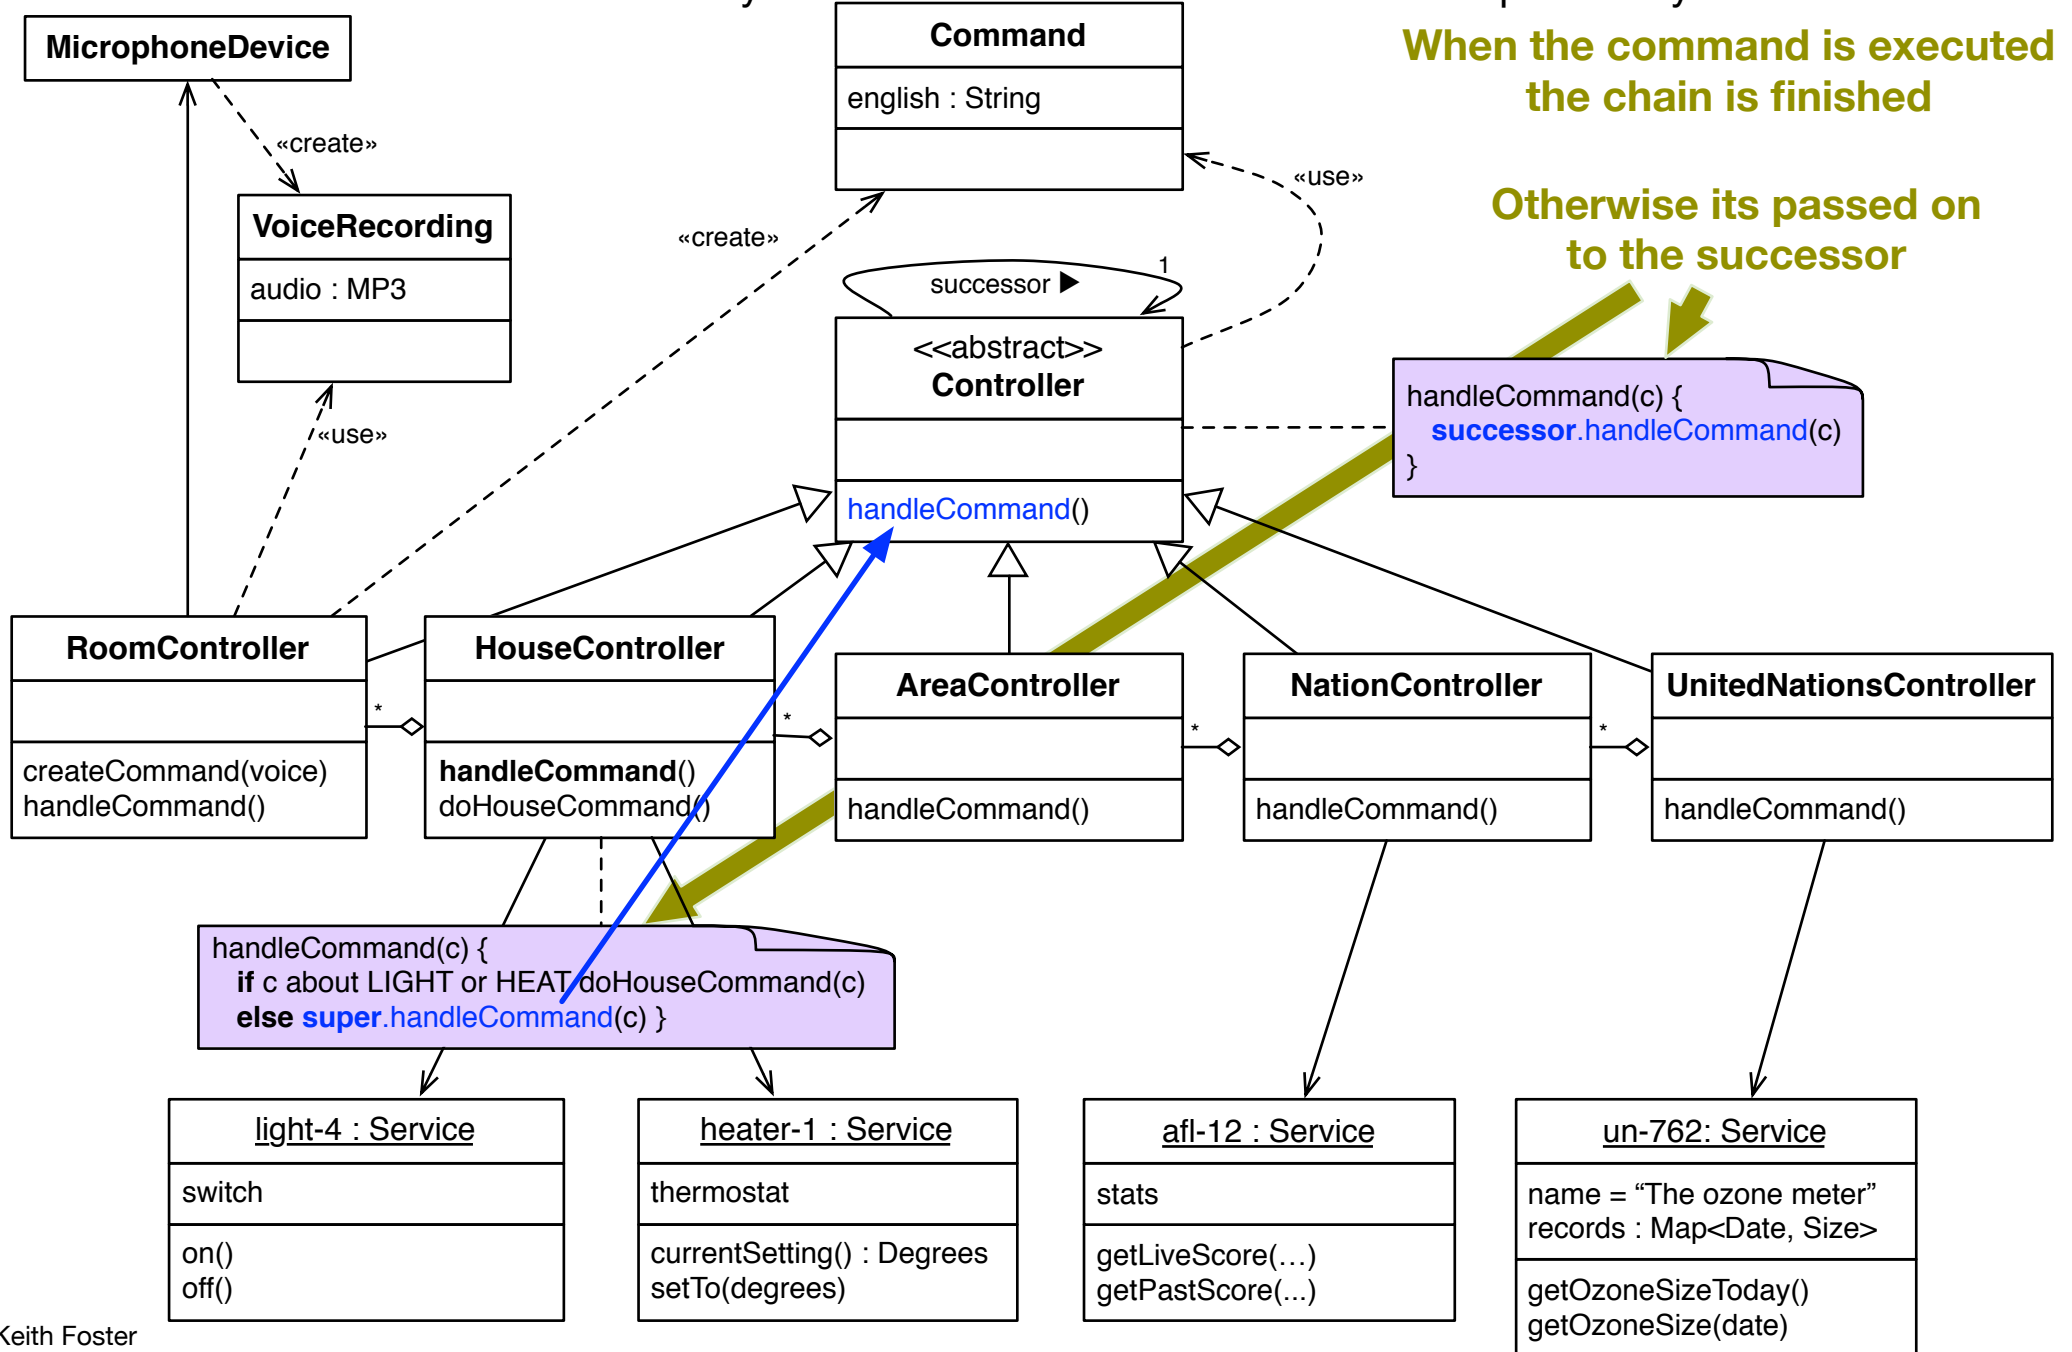 MicrophoneDevice
«create»
VoiceRecording
audio : MP3
«use»
Command
english : String
«create»
«use»
When the command is executed
the chain is finished
Otherwise its passed on
to the successor
successor ▶
1
<<abstract>>
Controller
handleCommand()
handleCommand(c) {
successor.handleCommand(c)
}
RoomController
createCommand(voice)
handleCommand()
*
HouseController
handleCommand()
doHouseCommand()
*
AreaController
handleCommand()
*
NationController
handleCommand()
*
UnitedNationsController
handleCommand()
handleCommand(c) {
if c about LIGHT or HEAT doHouseCommand(c)
else super.handleCommand(c) }
light-4 : Service
switch
on()
off()
heater-1 : Service
thermostat
currentSetting() : Degrees
setTo(degrees)
afl-12 : Service
stats
getLiveScore(…)
getPastScore(...)
un-762: Service
name = “The ozone meter”
records : Map<Date, Size>
getOzoneSizeToday()
getOzoneSize(date)
Keith Foster